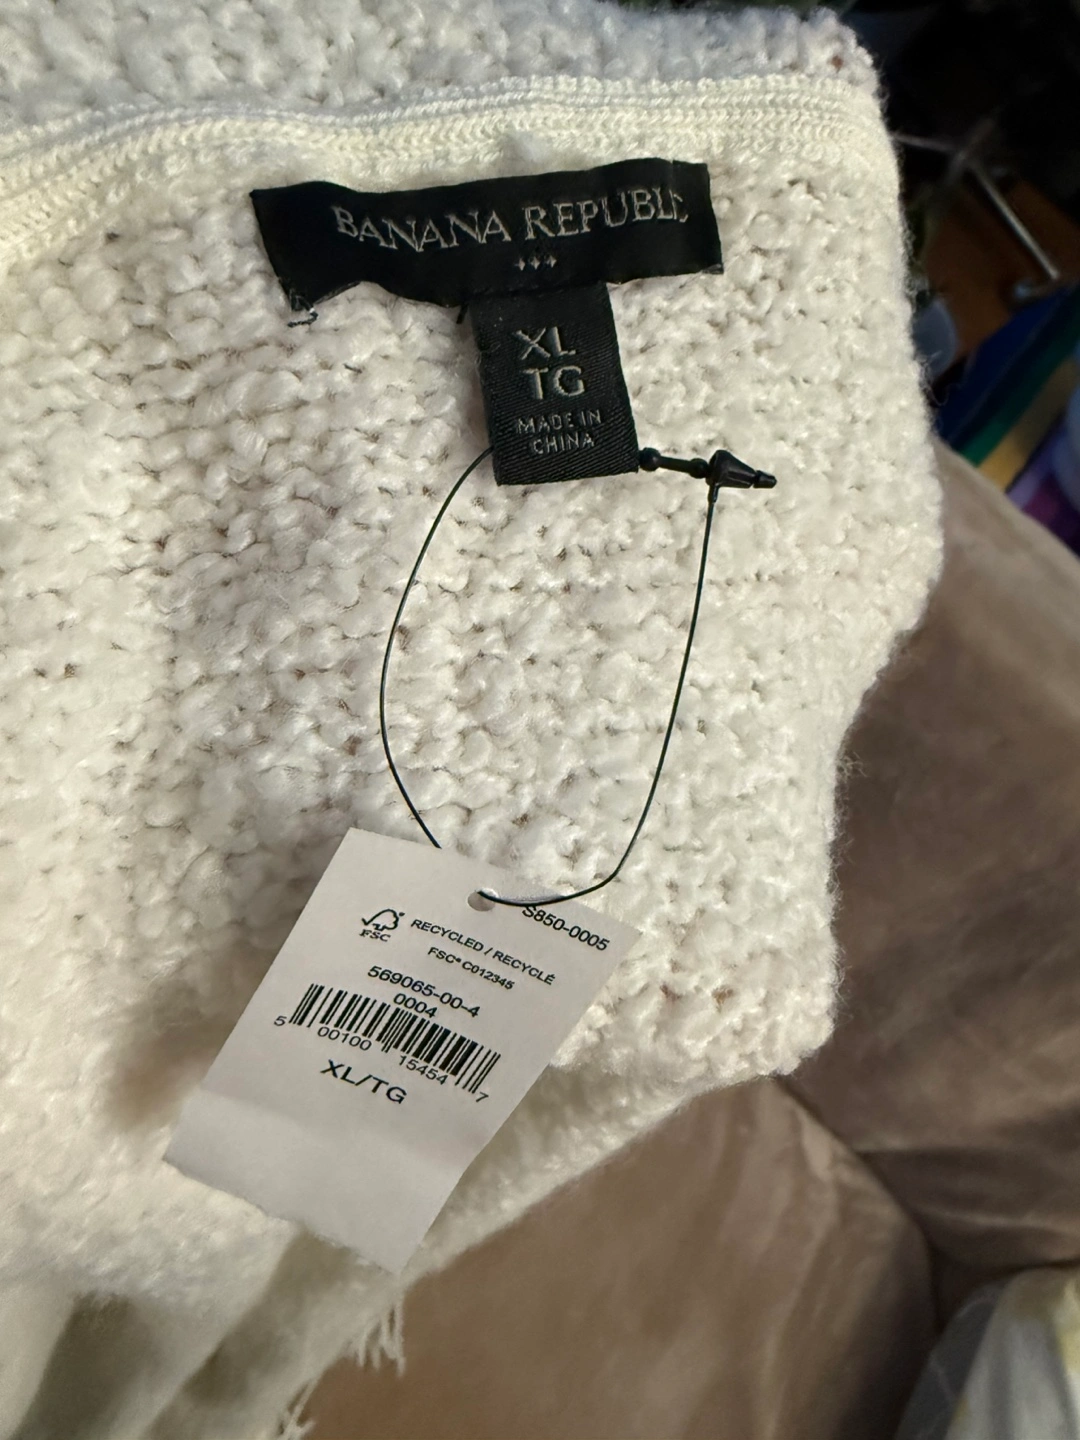 BANANA REPUBLI
XL
TG
MADE IN
CHINA
S850-0005
FSC
RECYCLED / RECYCLÉ
FSC® C012345
569065-00-4
0004
5 00100 15454 7
XL/TG